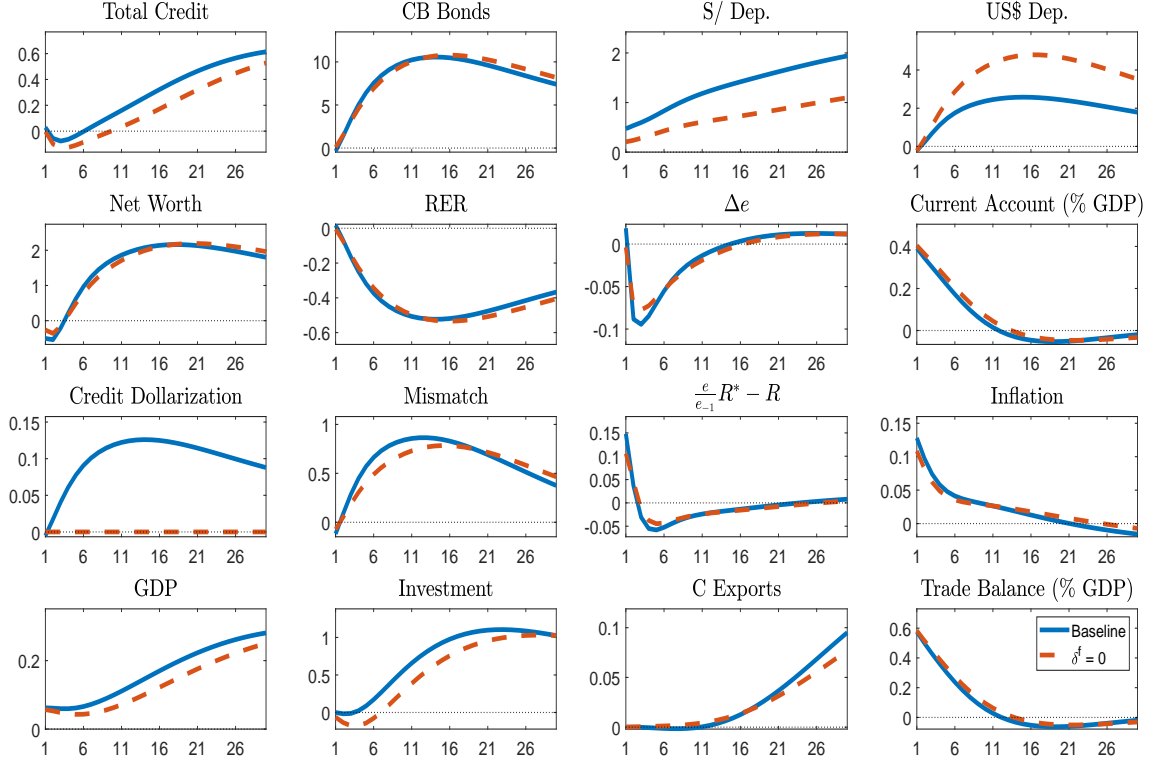 Total Credit
0.6
0.4
0.2
0
1 6 11 16 21 26
CB Bonds
10
5
0
1 6 11 16 21 26
S/ Dep.
2
1
0
1 6 11 16 21 26
US$ Dep.
4
2
0
1 6 11 16 21 26
Net Worth
2
1
0
1 6 11 16 21 26
RER
0
-0.2
-0.4
-0.6
1 6 11 16 21 26
Δe
0
-0.05
-0.1
1 6 11 16 21 26
Current Account (% GDP)
0.4
0.2
0
1 6 11 16 21 26
Credit Dollarization
0.15
0.1
0.05
0
1 6 11 16 21 26
Mismatch
1
0.5
0
1 6 11 16 21 26
e/e₋₁ R* − R
0.15
0.1
0.05
0
-0.05
1 6 11 16 21 26
Inflation
0.15
0.10
0.05
0
1 6 11 16 21 26
GDP
0.2
0
1 6 11 16 21 26
Investment
1
0.5
0
1 6 11 16 21 26
C Exports
0.1
0.05
0
1 6 11 16 21 26
Trade Balance (% GDP)
0.6
0.4
0.2
0
1 6 11 16 21 26
Baseline
δᶠ = 0